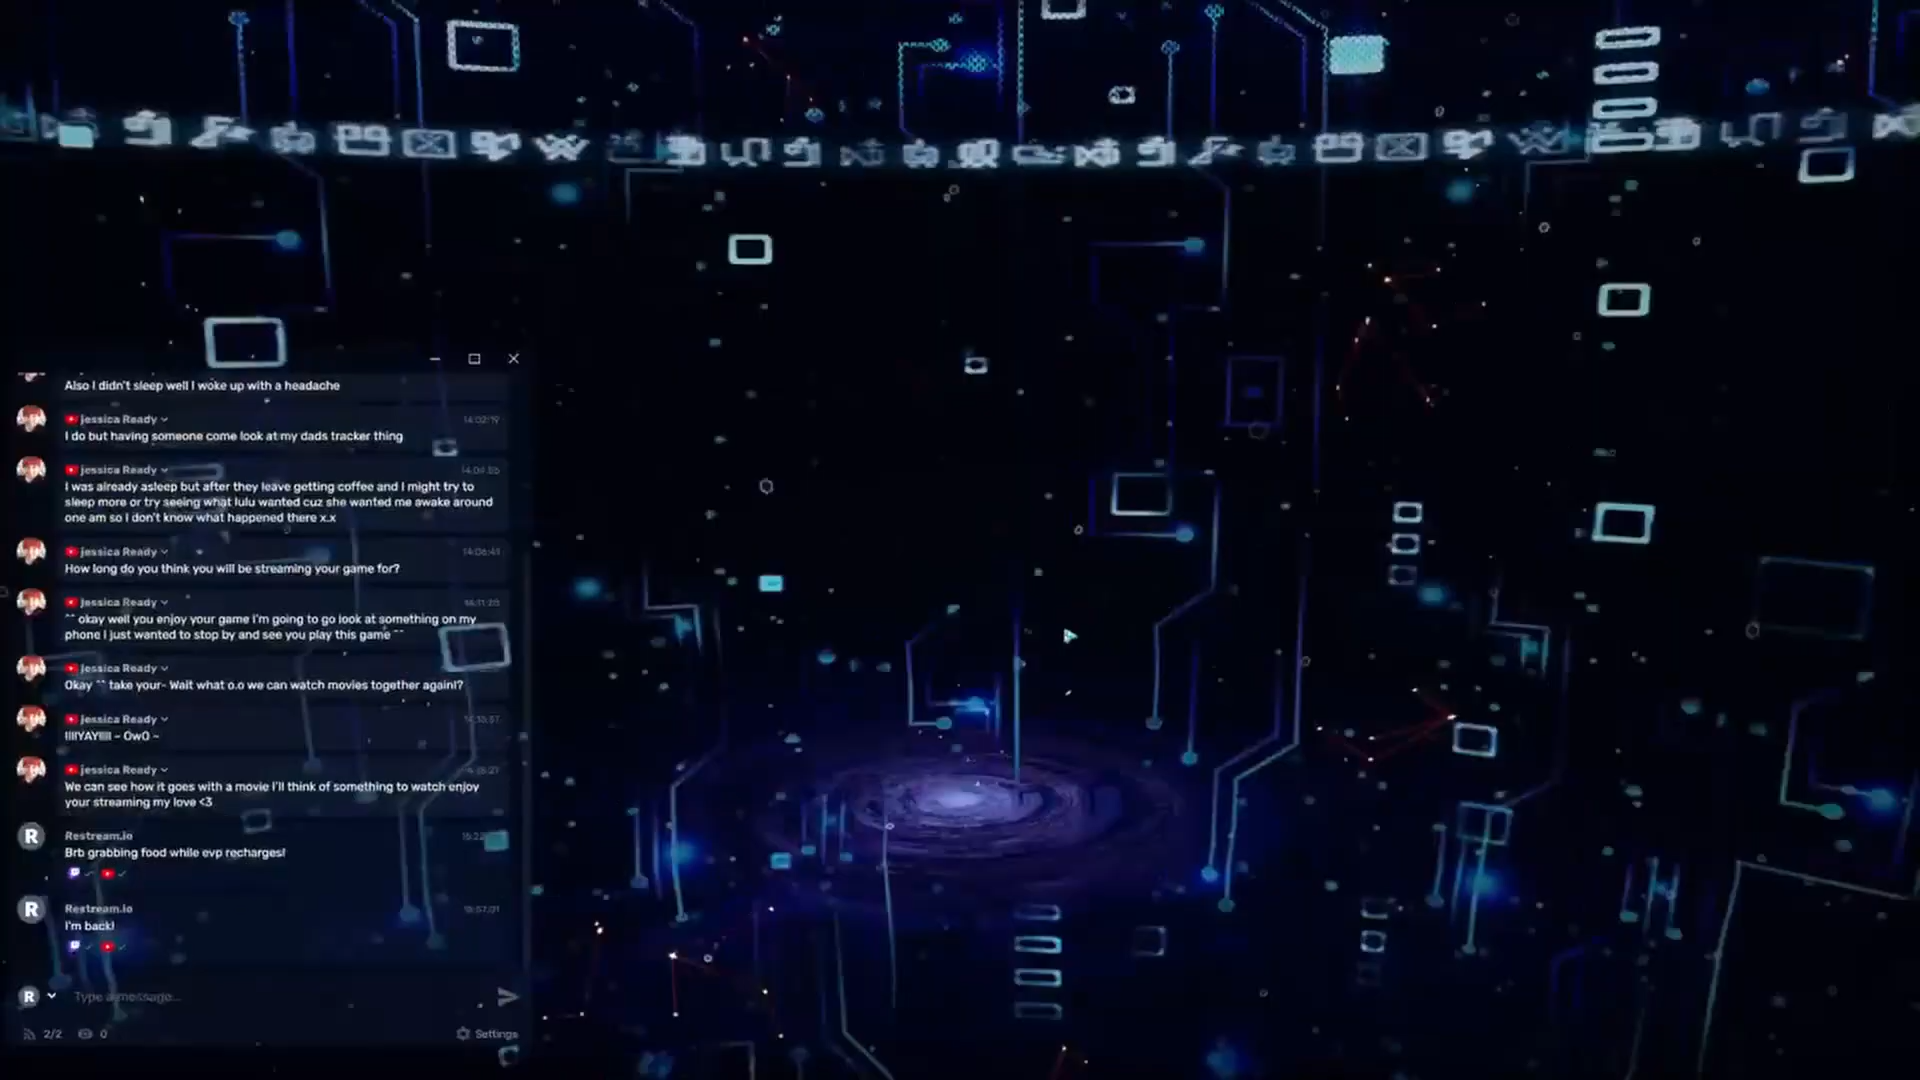 Also I didn't sleep well I woke up with a headache
jessica Ready
14:02:19
I do but having someone come look at my dads tracker thing
jessica Ready
I was already asleep but after they leave getting coffee and I might try to
sleep more or try seeing what lulu wanted cuz she wanted me awake around
one am so I don't know what happened there x.x
jessica Ready
How long do you think you will be streaming your game for?
jessica Ready
^^ okay well you enjoy your game I'm going to go look at something on my
phone I just wanted to stop by and see you play this game ^^
jessica Ready
Okay ^^ take your- Wait what o.o we can watch movies together again!?
jessica Ready
!!!!!YAY!!!!! ~ OwO ~
jessica Ready
We can see how it goes with a movie I'll think of something to watch enjoy
your streaming my love <3
Restream.io
Brb grabbing food while evp recharges!
Restream.io
I'm back!
Type a message...
2/2 0
Settings